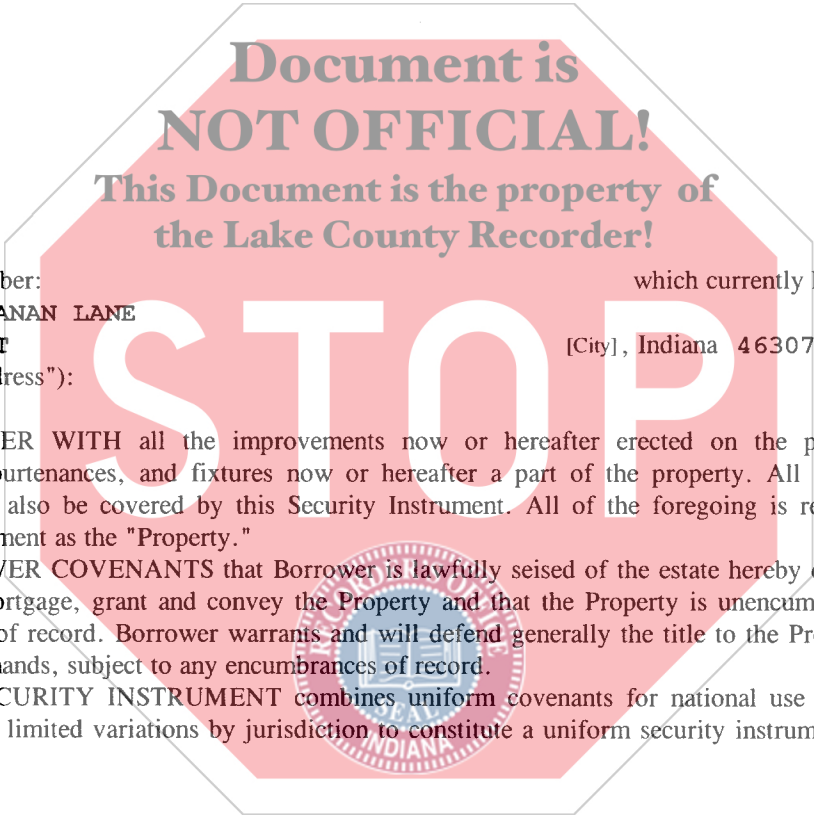 Document is
NOT OFFICIAL!
This Document is the property of
the Lake County Recorder!
ber: which currently
ANAN LANE
T [City], Indiana 46307
dress"):
STOP
ER WITH all the improvements now or hereafter erected on the p
purtenances, and fixtures now or hereafter a part of the property. All
also be covered by this Security Instrument. All of the foregoing is re
ment as the "Property."
VER COVENANTS that Borrower is lawfully seised of the estate hereby
ortgage, grant and convey the Property and that the Property is unencum
of record. Borrower warrants and will defend generally the title to the Pr
ands, subject to any encumbrances of record.
CURITY INSTRUMENT combines uniform covenants for national use
limited variations by jurisdiction to constitute a uniform security instrum
RECORDER'S OFFICE
SEAL
INDIANA